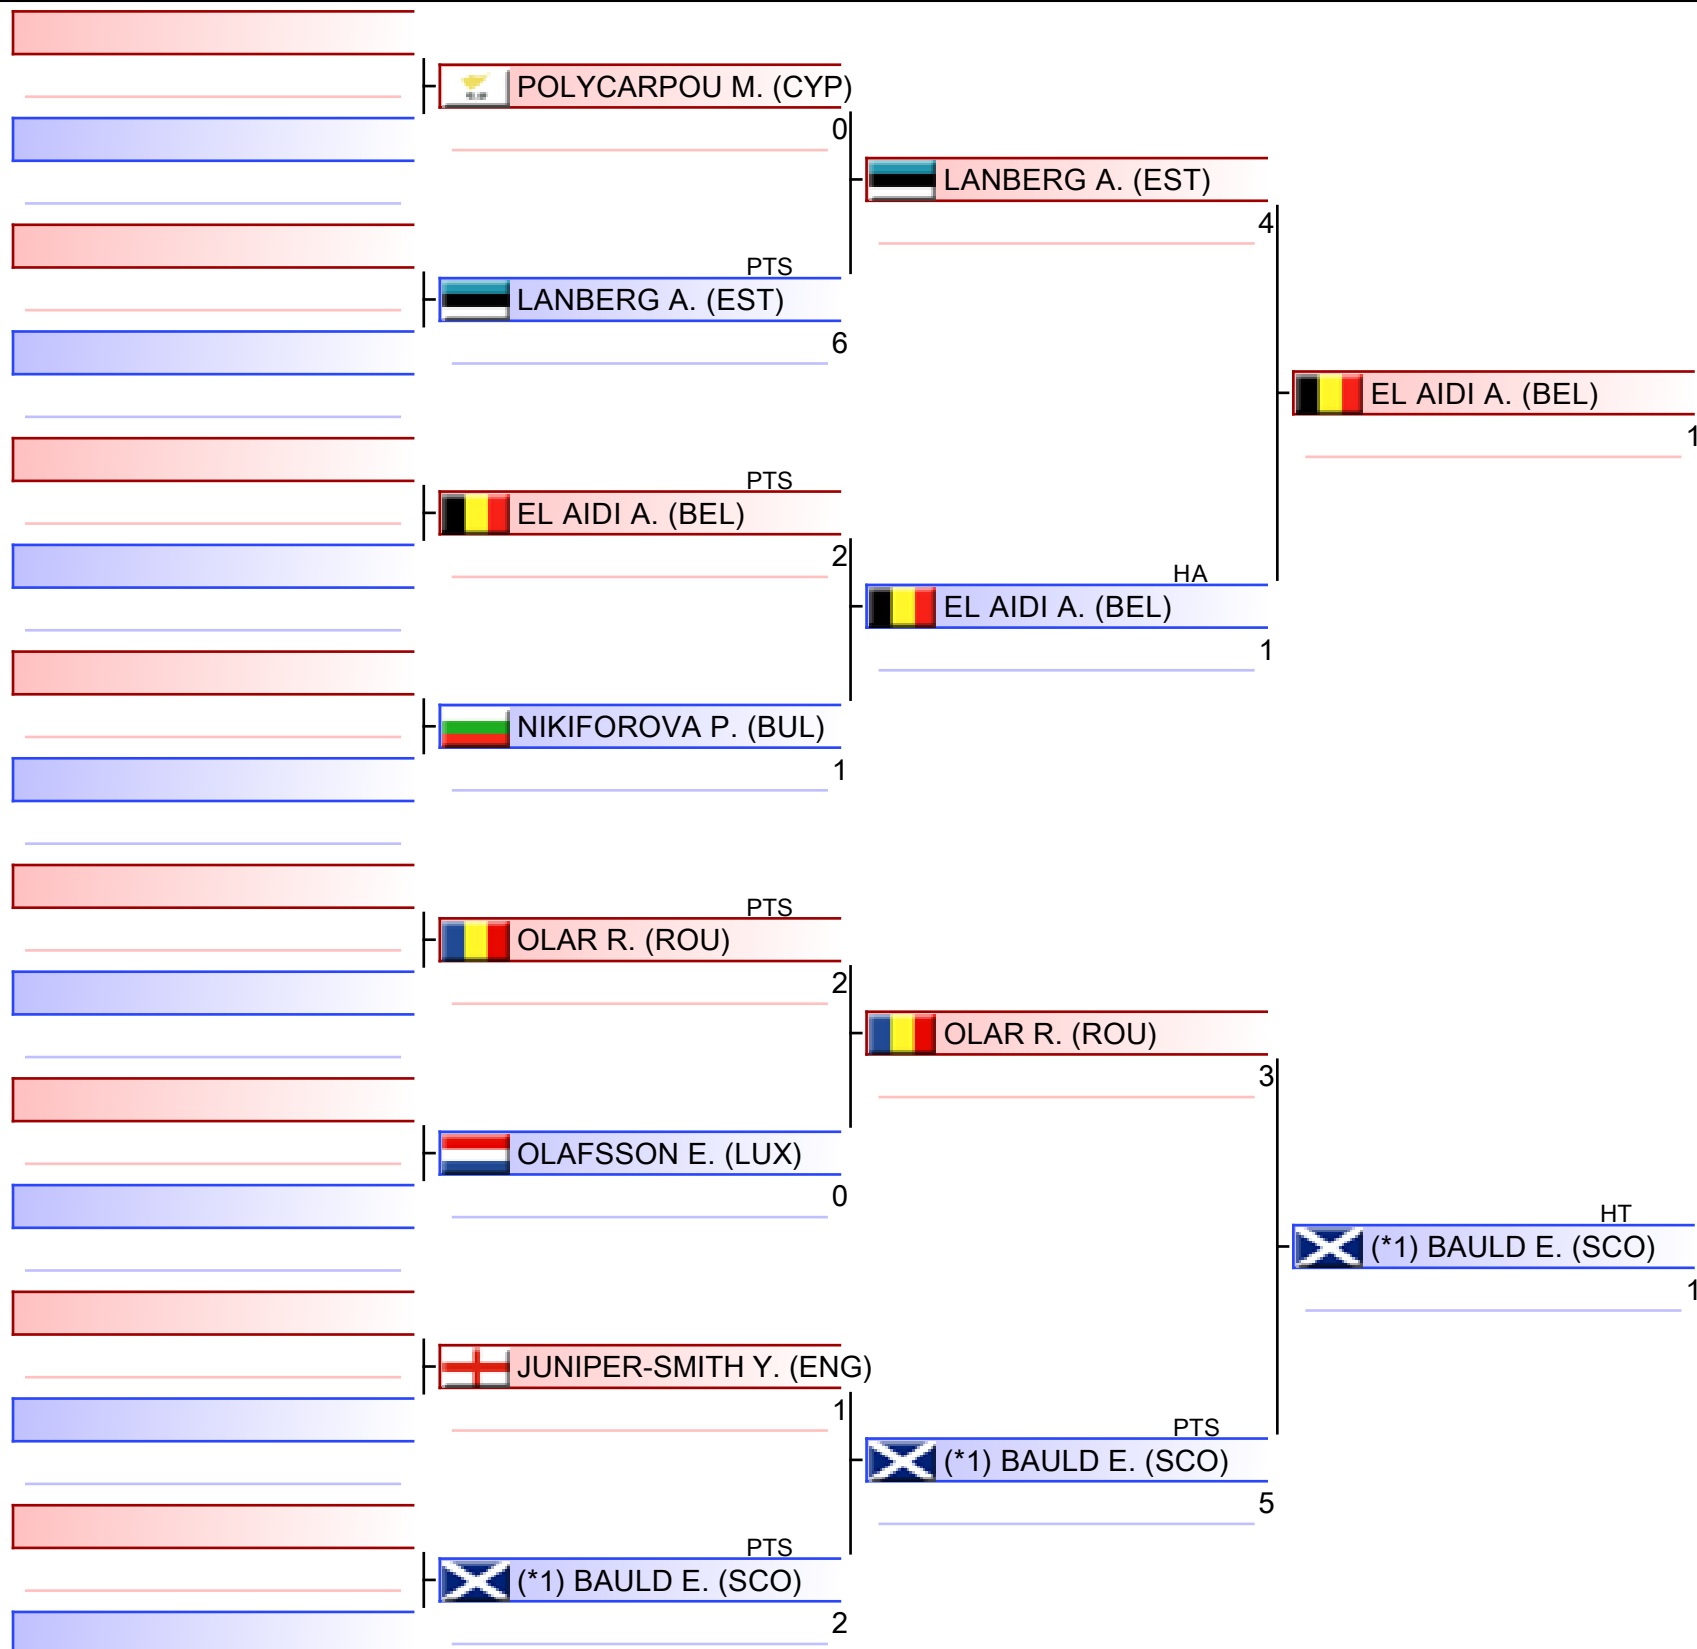 POLYCARPOU M. (CYP)
0
LANBERG A. (EST)
4
PTS
LANBERG A. (EST)
6
EL AIDI A. (BEL)
1
PTS
EL AIDI A. (BEL)
2
HA
EL AIDI A. (BEL)
1
NIKIFOROVA P. (BUL)
1
PTS
OLAR R. (ROU)
2
OLAR R. (ROU)
3
OLAFSSON E. (LUX)
0
HT
(*1) BAULD E. (SCO)
1
JUNIPER-SMITH Y. (ENG)
1
PTS
(*1) BAULD E. (SCO)
5
PTS
(*1) BAULD E. (SCO)
2